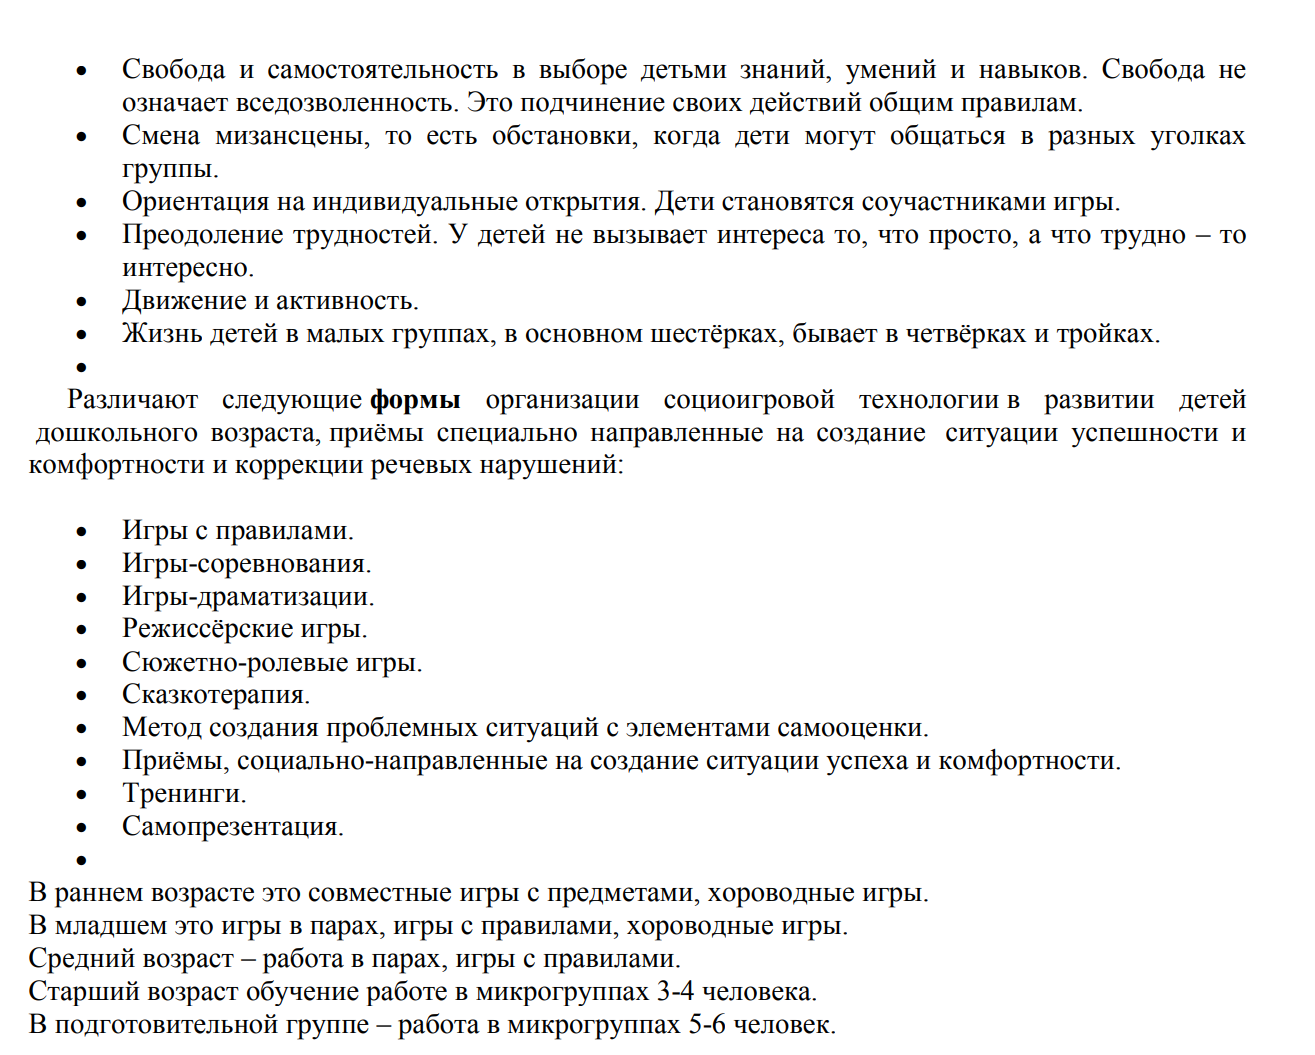 • Свобода и самостоятельность в выборе детьми знаний, умений и навыков. Свобода не
означает вседозволенность. Это подчинение своих действий общим правилам.
• Смена мизансцены, то есть обстановки, когда дети могут общаться в разных уголках
группы.
• Ориентация на индивидуальные открытия. Дети становятся соучастниками игры.
• Преодоление трудностей. У детей не вызывает интереса то, что просто, а что трудно – то
интересно.
• Движение и активность.
• Жизнь детей в малых группах, в основном шестёрках, бывает в четвёрках и тройках.
•
Различают следующие формы организации социоигровой технологии в развитии детей
дошкольного возраста, приёмы специально направленные на создание ситуации успешности и
комфортности и коррекции речевых нарушений:
• Игры с правилами.
• Игры-соревнования.
• Игры-драматизации.
• Режиссёрские игры.
• Сюжетно-ролевые игры.
• Сказкотерапия.
• Метод создания проблемных ситуаций с элементами самооценки.
• Приёмы, социально-направленные на создание ситуации успеха и комфортности.
• Тренинги.
• Самопрезентация.
•
В раннем возрасте это совместные игры с предметами, хороводные игры.
В младшем это игры в парах, игры с правилами, хороводные игры.
Средний возраст – работа в парах, игры с правилами.
Старший возраст обучение работе в микрогруппах 3-4 человека.
В подготовительной группе – работа в микрогруппах 5-6 человек.